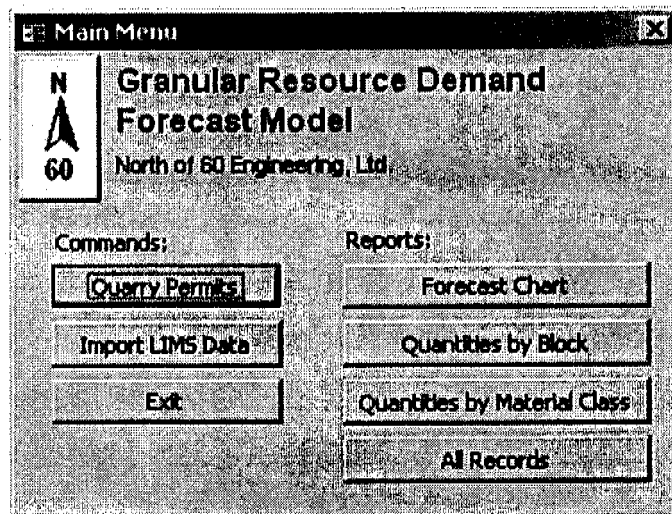 Main Menu
N
60
Granular Resource Demand
Forecast Model
North of 60 Engineering, Ltd.
Commands:
Quarry Permits
Import LIMS Data
Exit
Reports:
Forecast Chart
Quantities by Block
Quantities by Material Class
All Records